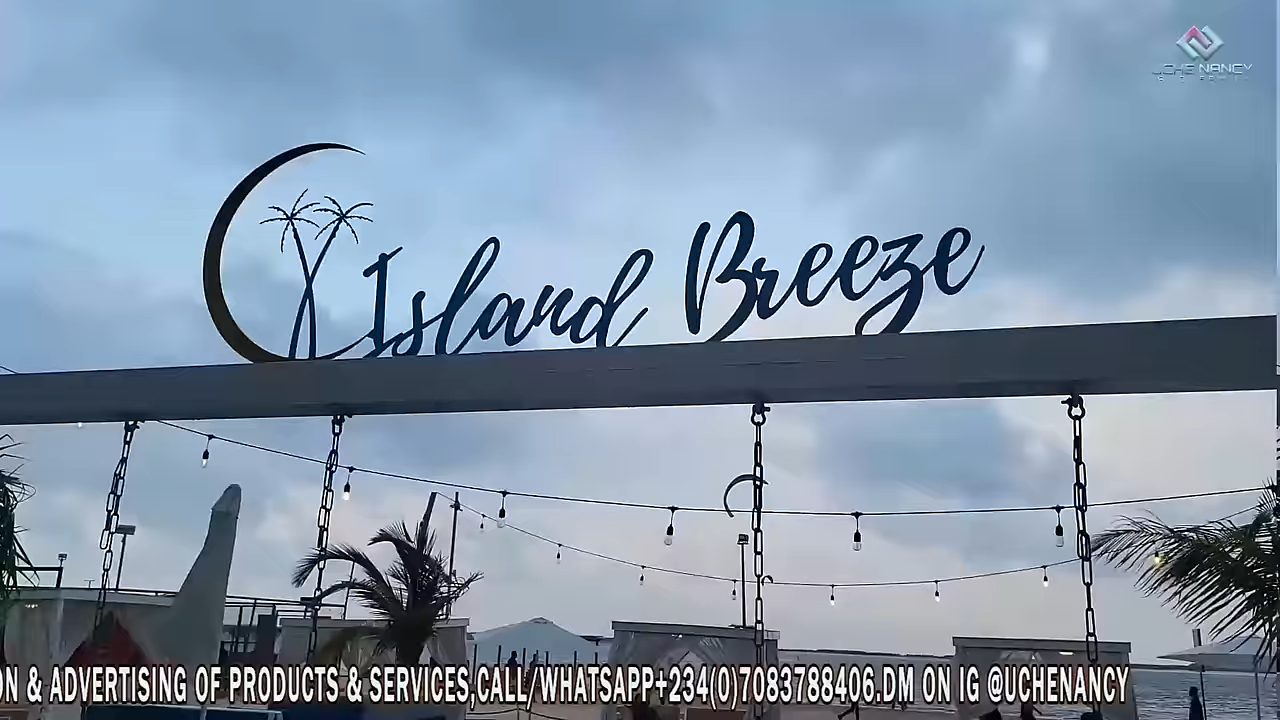 UCHE NANCY
Island Breeze
ON & ADVERTISING OF PRODUCTS & SERVICES,CALL/WHATSAPP+234(0)7083788406.DM ON IG @UCHENANCY